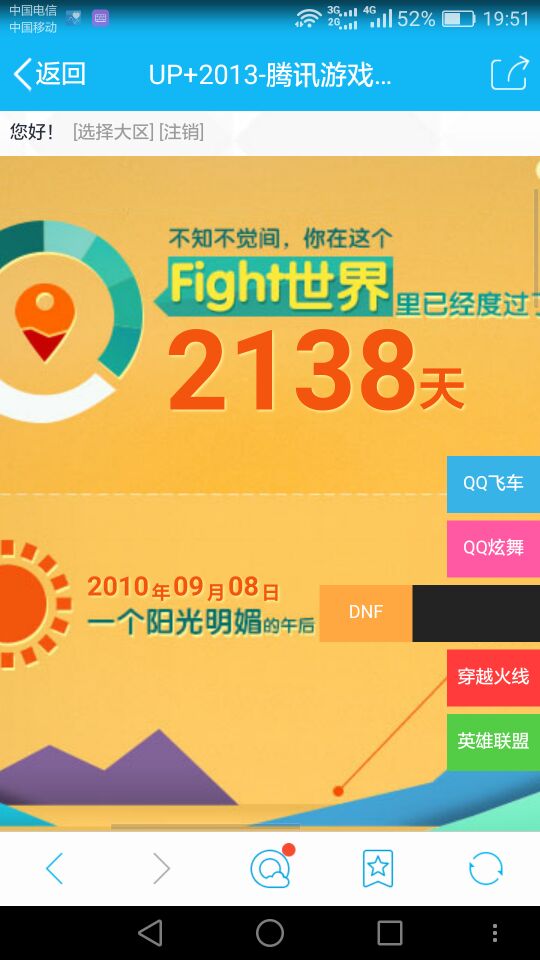 中国电信
中国移动
3G
2G
4G
52%
19:51
返回
UP+2013-腾讯游戏...
您好！ [选择大区] [注销]
不知不觉间，你在这个
Fight世界
里已经度过了
2138天
QQ飞车
QQ炫舞
2010年09月08日
一个阳光明媚的午后
DNF
穿越火线
英雄联盟